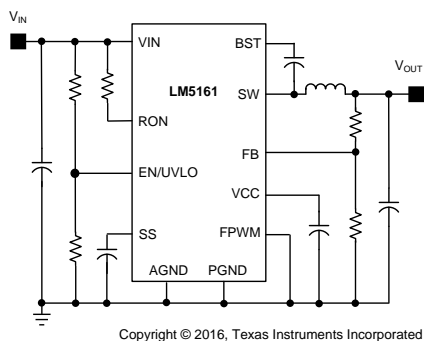 VIN
VOUT
VIN
BST
LM5161
SW
RON
FB
EN/UVLO
VCC
SS
FPWM
AGND
PGND
Copyright © 2016, Texas Instruments Incorporated